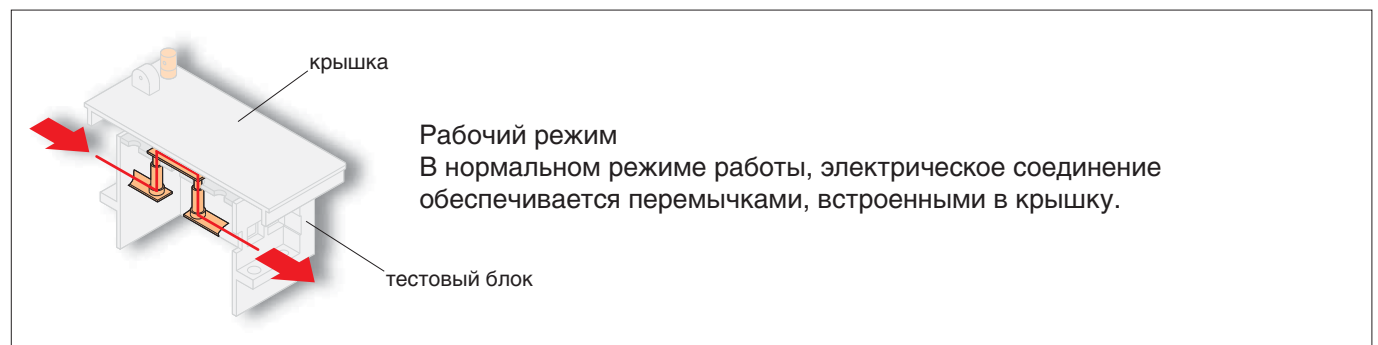 крышка
Рабочий режим
В нормальном режиме работы, электрическое соединение
обеспечивается перемычками, встроенными в крышку.
тестовый блок